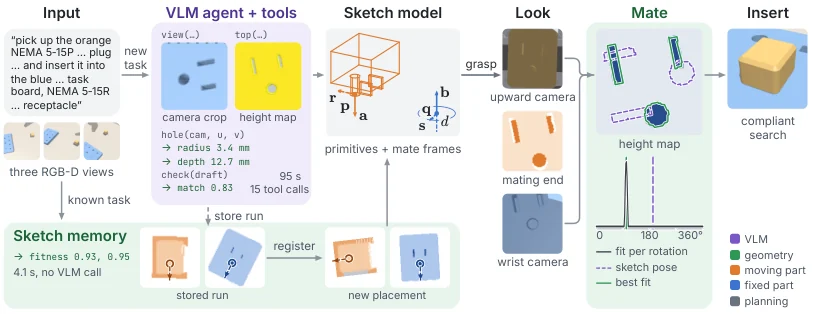 Input
“pick up the orange
NEMA 5-15P ... plug
... and insert it into
the blue ... task
board, NEMA 5-15R
... receptacle”
three RGB-D views
new
task
known task
VLM agent + tools
view(…)
top(…)
camera crop
height map
hole(cam, u, v)
→ radius 3.4 mm
→ depth 12.7 mm
check(draft)
→ match 0.83
95 s
15 tool calls
store run
Sketch model
r
p
a
b
q
s
d
primitives + mate frames
Sketch memory
→ fitness 0.93, 0.95
4.1 s, no VLM call
stored run
register
new placement
grasp
Look
upward camera
mating end
wrist camera
Mate
height map
0
180
360°
fit per rotation
sketch pose
best fit
Insert
compliant
search
VLM
geometry
moving part
fixed part
planning